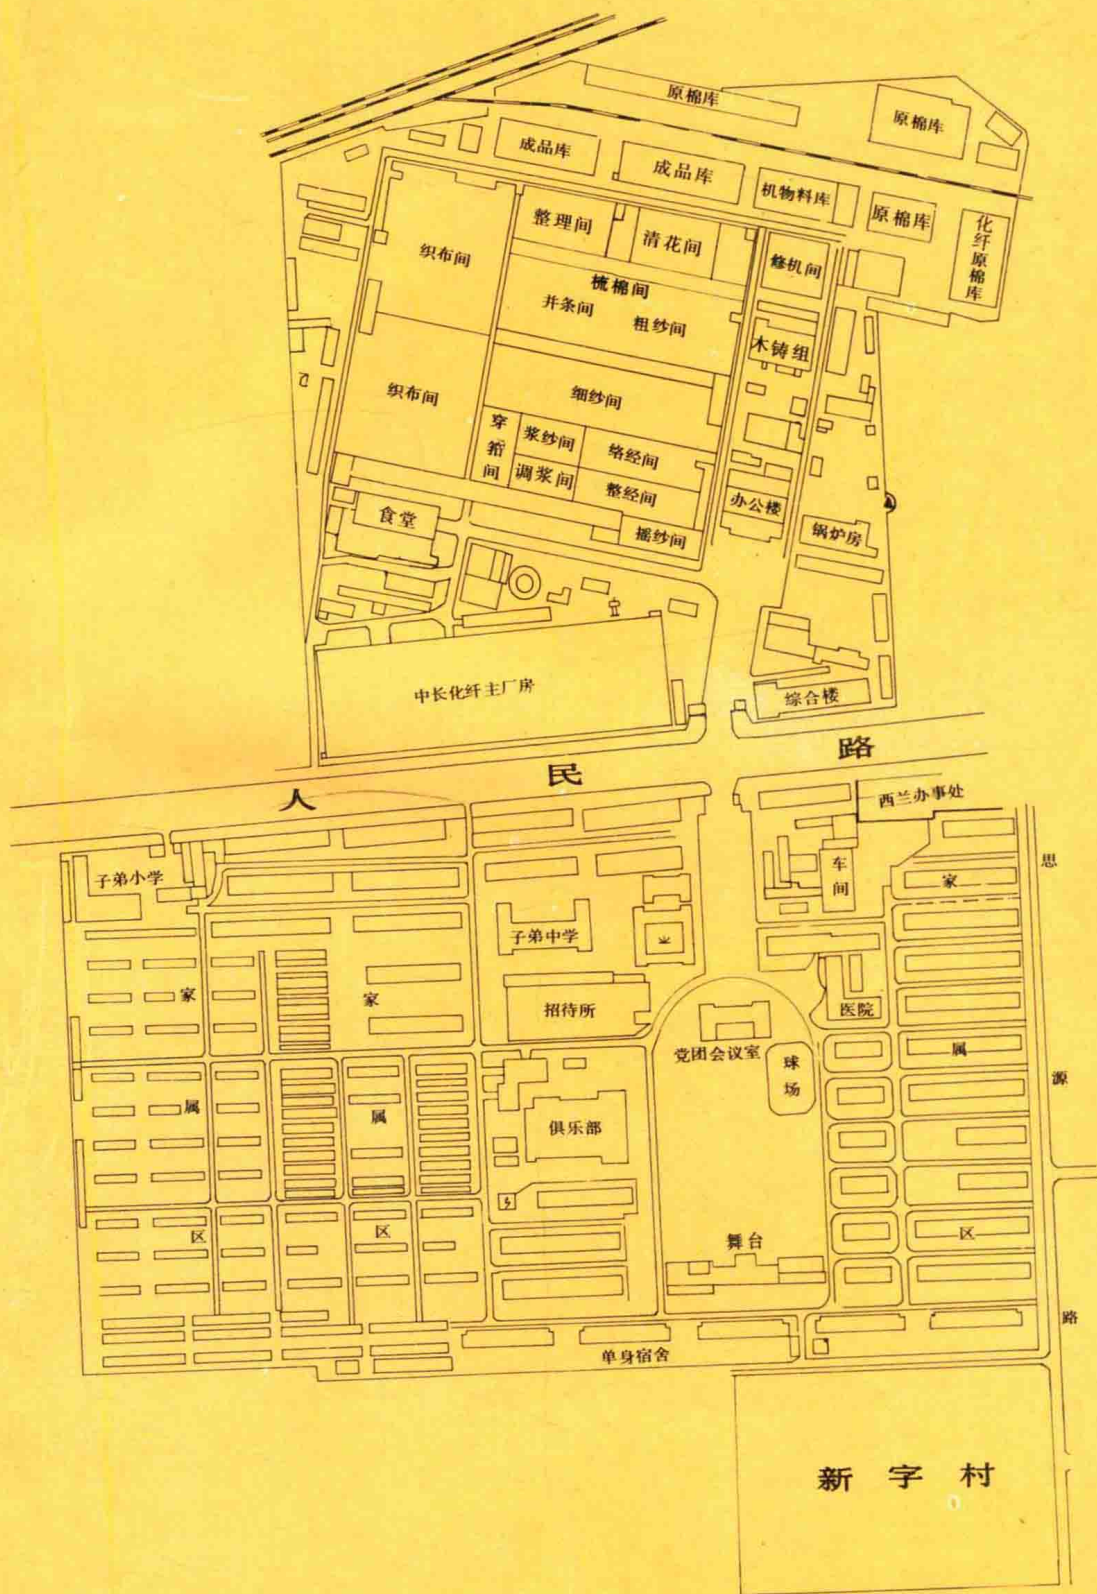 原棉库
原棉库
成品库
成品库
机物料库
原棉库
化纤原棉库
整理间
清花间
修机间
织布间
梳棉间
并条间
粗纱间
木铸组
织布间
细纱间
穿筘间
浆纱间
络经间
调浆间
整经间
办公楼
食堂
摇纱间
锅炉房
中长化纤主厂房
综合楼
人民路
西兰办事处
子弟小学
车间
家
思源路
子弟中学
家
家
招待所
医院
党团会议室
球场
属
属
属
俱乐部
区
区
舞台
区
单身宿舍
新字村